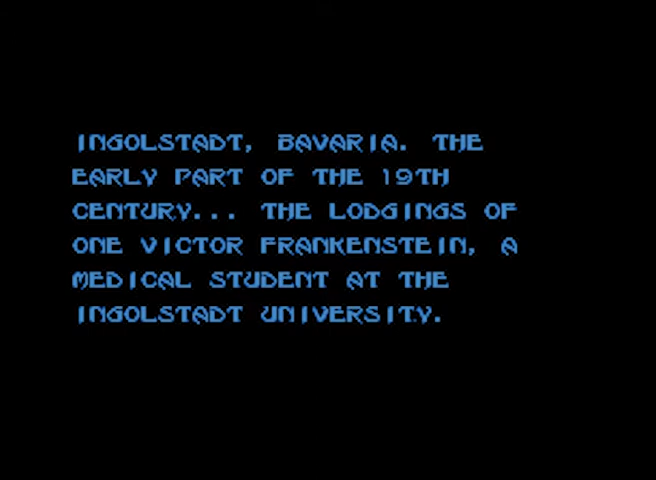 INGOLSTADT, BAVARIA. THE
EARLY PART OF THE 19TH
CENTURY... THE LODGINGS OF
ONE VICTOR FRANKENSTEIN, A
MEDICAL STUDENT AT THE
INGOLSTADT UNIVERSITY.